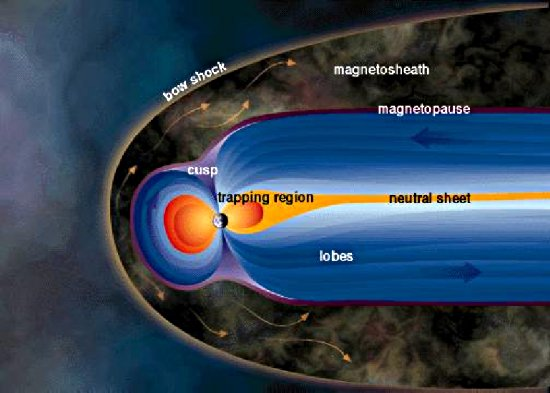 bow shock
magnetosheath
magnetopause
cusp
trapping region
neutral sheet
lobes